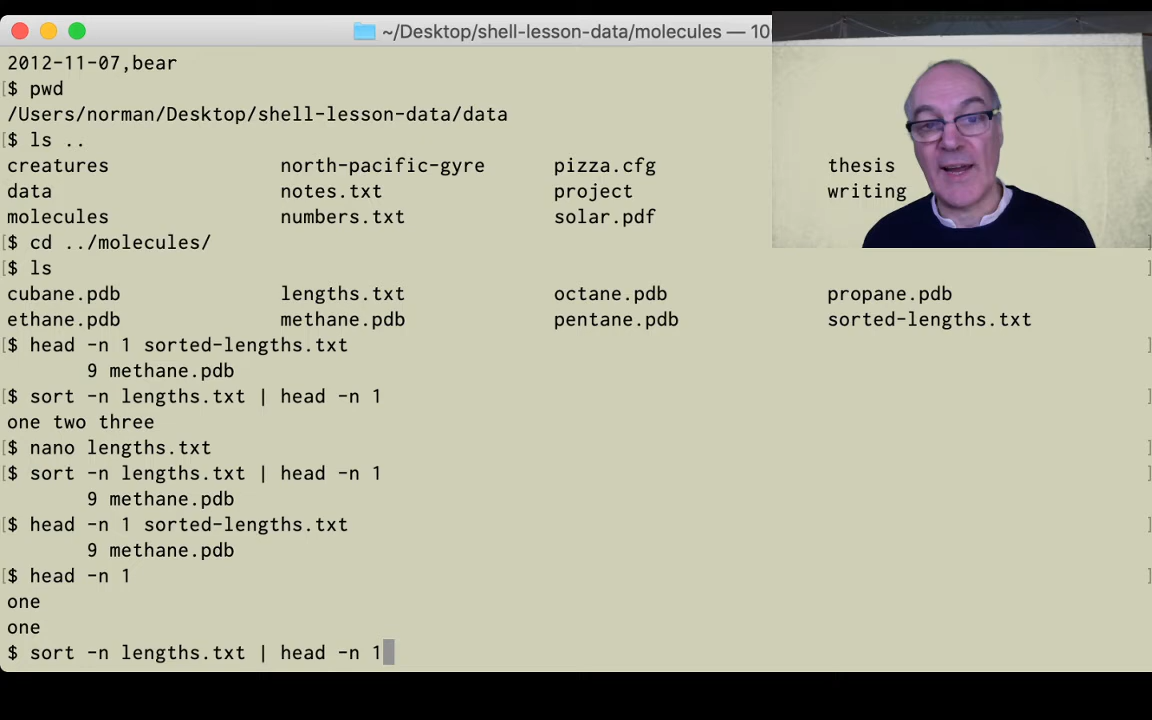 ~/Desktop/shell-lesson-data/molecules — 10
2012-11-07,bear
$ pwd
/Users/norman/Desktop/shell-lesson-data/data
$ ls ..
creatures north-pacific-gyre pizza.cfg thesis
data notes.txt project writing
molecules numbers.txt solar.pdf
$ cd ../molecules/
$ ls
cubane.pdb lengths.txt octane.pdb propane.pdb
ethane.pdb methane.pdb pentane.pdb sorted-lengths.txt
$ head -n 1 sorted-lengths.txt
9 methane.pdb
$ sort -n lengths.txt | head -n 1
one two three
$ nano lengths.txt
$ sort -n lengths.txt | head -n 1
9 methane.pdb
$ head -n 1 sorted-lengths.txt
9 methane.pdb
$ head -n 1
one
one
$ sort -n lengths.txt | head -n 1